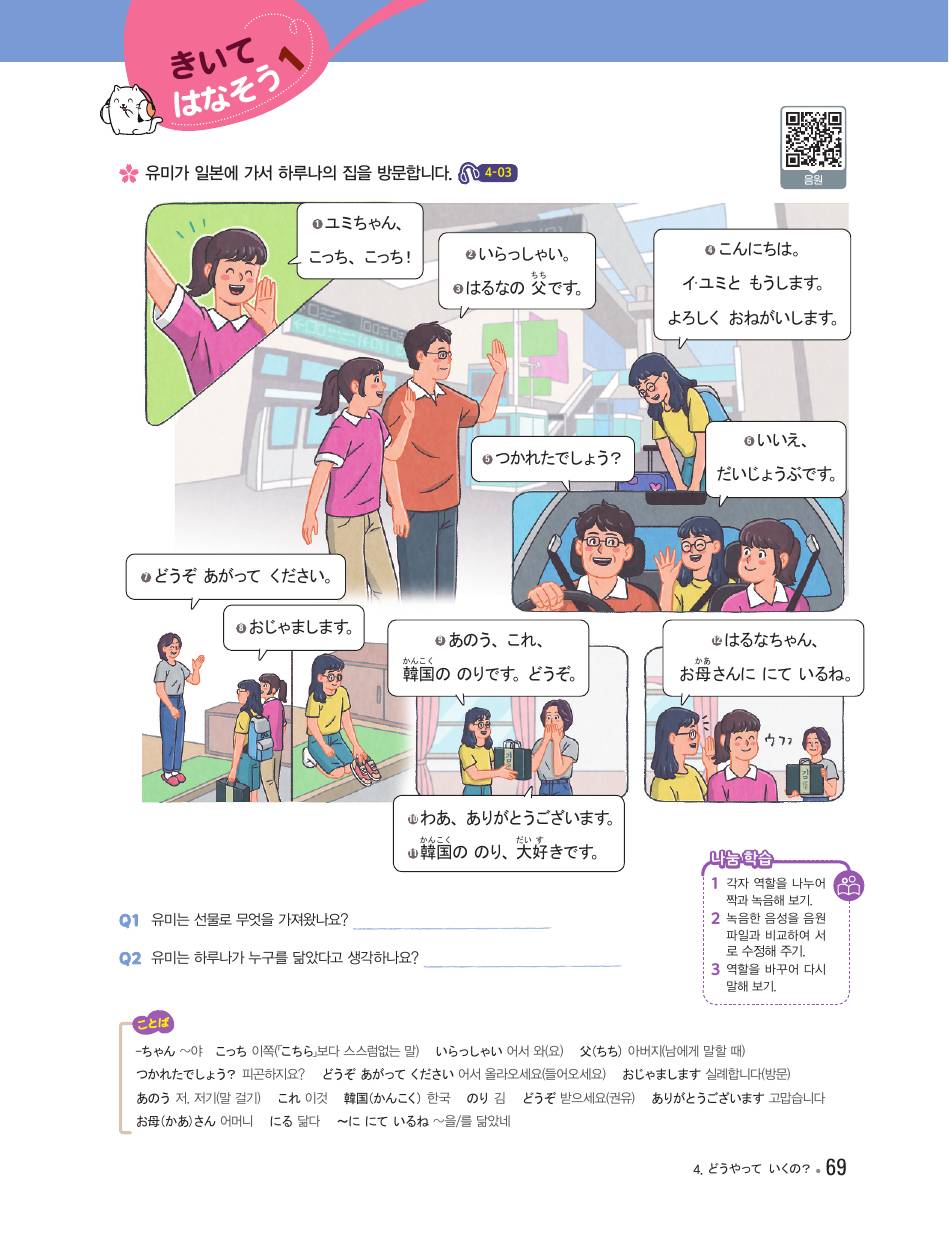 きいて
はなそう 1
음원
유미가 일본에 가서 하루나의 집을 방문합니다. 4-03
❶ユミちゃん、
こっち、こっち!
❷いらっしゃい。
❸はるなの 父です。
ちち
❹こんにちは。
イ·ユミと もうします。
よろしく おねがいします。
❺つかれたでしょう?
❻いいえ、
だいじょうぶです。
❼どうぞ あがって ください。
❽おじゃまします。
❾あのう、これ、
かんこく
韓国の のりです。どうぞ。
❿わあ、ありがとうございます。
かんこく だい す
⓫韓国の のり、大好きです。
⓬はるなちゃん、
かあ
お母さんに にて いるね。
ウフフ
Q1 유미는 선물로 무엇을 가져왔나요?
Q2 유미는 하루나가 누구를 닮았다고 생각하나요?
나눔 학습
1 각자 역할을 나누어
짝과 녹음해 보기.
2 녹음한 음성을 음원
파일과 비교하여 서
로 수정해 주기.
3 역할을 바꾸어 다시
말해 보기.
ことば
-ちゃん ~야 こっち 이쪽(「こちら」보다 스스럼없는 말) いらっしゃい 어서 와(요) 父(ちち) 아버지(남에게 말할 때)
つかれたでしょう? 피곤하지요? どうぞ あがって ください 어서 올라오세요(들어오세요) おじゃまします 실례합니다(방문)
あのう 저, 저기(말 걸기) これ 이것 韓国(かんこく) 한국 のり 김 どうぞ 받으세요(권유) ありがとうございます 고맙습니다
お母(かあ)さん 어머니 にる 닮다 ~に にて いるね ~을/를 닮았네
4. どうやって いくの? 69